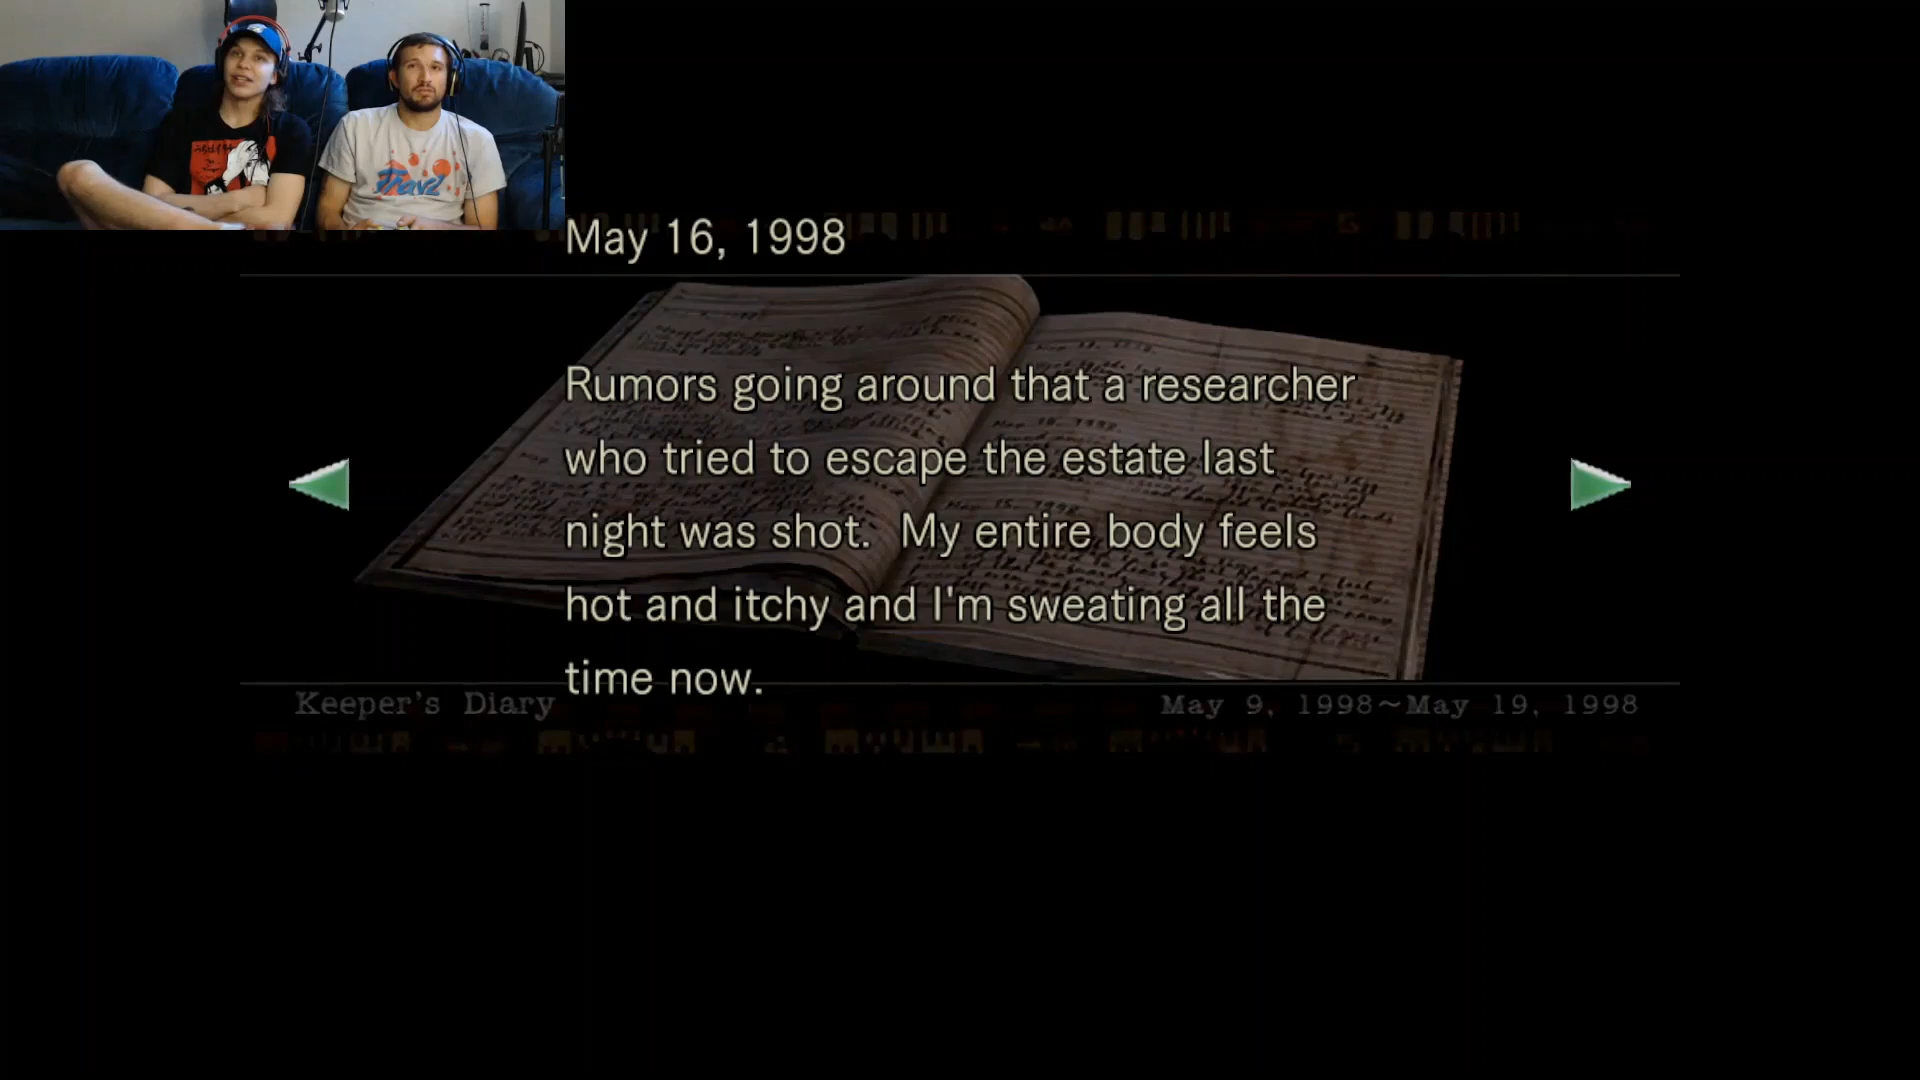 May 16, 1998
Rumors going around that a researcher
who tried to escape the estate last
night was shot.  My entire body feels
hot and itchy and I'm sweating all the
time now.
Keeper's Diary
May 9, 1998~May 19, 1998